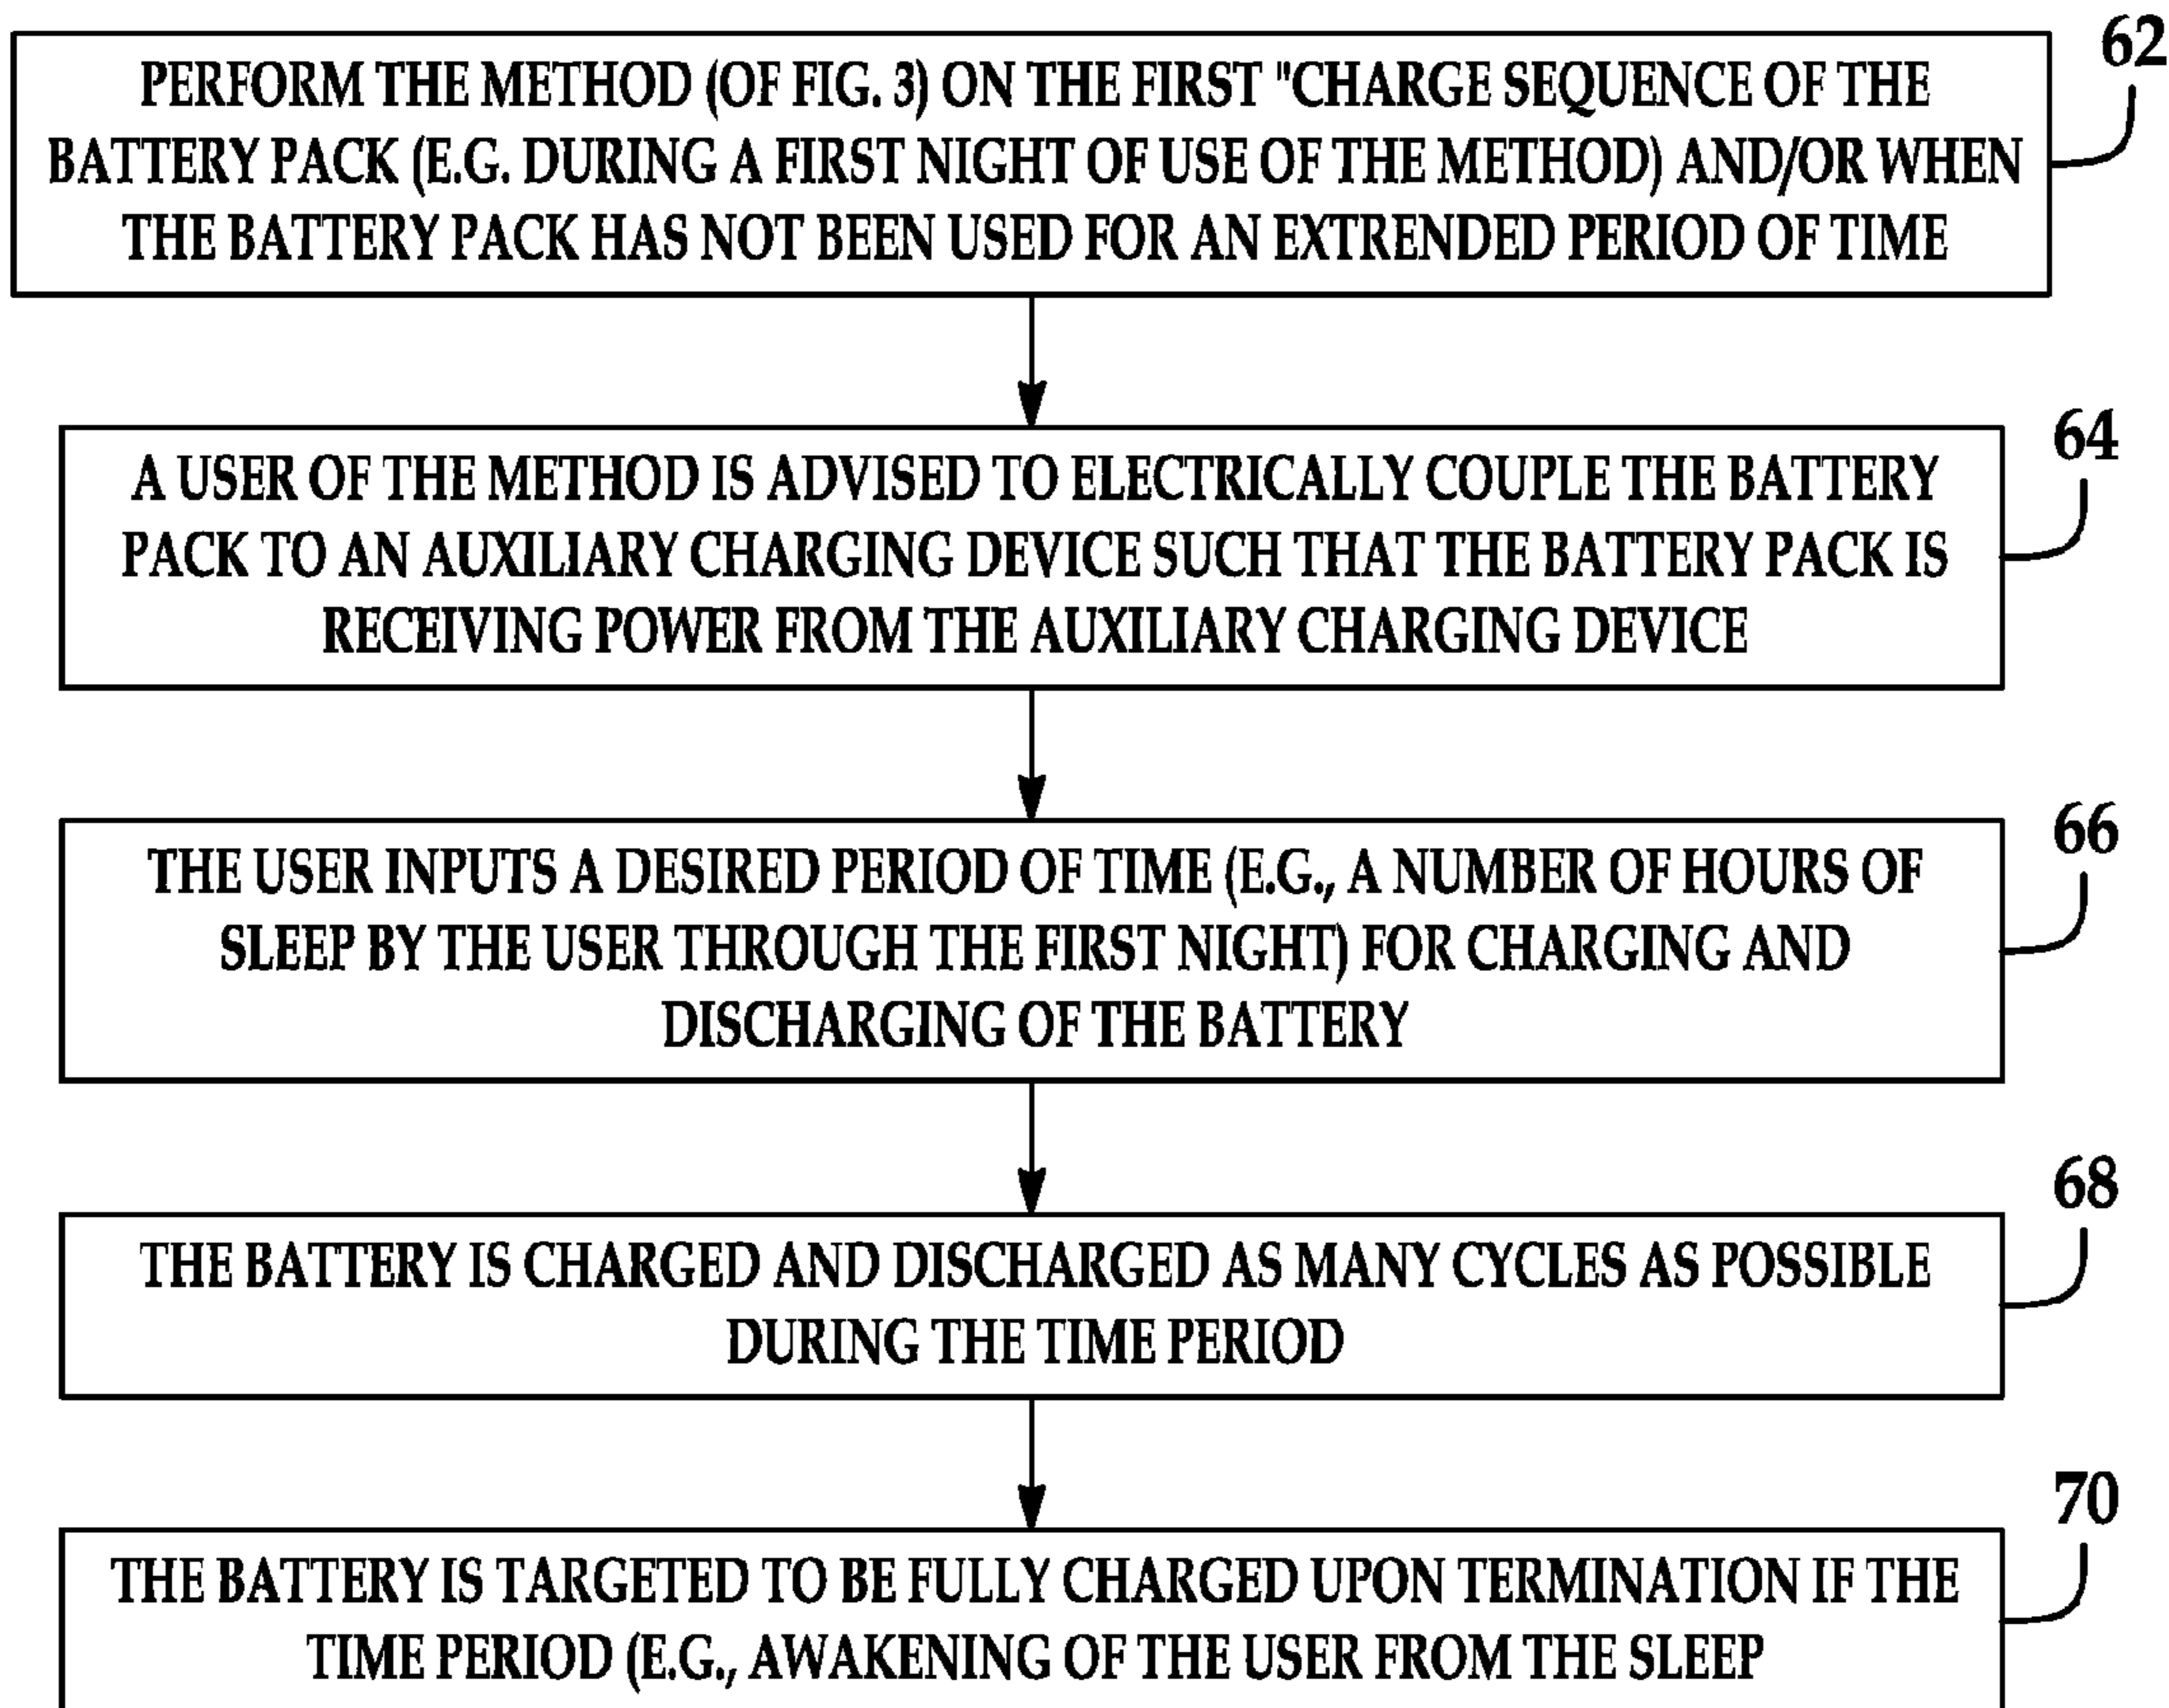 62
PERFORM THE METHOD (OF FIG. 3) ON THE FIRST "CHARGE SEQUENCE OF THE
BATTERY PACK (E.G. DURING A FIRST NIGHT OF USE OF THE METHOD) AND/OR WHEN
THE BATTERY PACK HAS NOT BEEN USED FOR AN EXTRENDED PERIOD OF TIME
64
A USER OF THE METHOD IS ADVISED TO ELECTRICALLY COUPLE THE BATTERY
PACK TO AN AUXILIARY CHARGING DEVICE SUCH THAT THE BATTERY PACK IS
RECEIVING POWER FROM THE AUXILIARY CHARGING DEVICE
66
THE USER INPUTS A DESIRED PERIOD OF TIME (E.G., A NUMBER OF HOURS OF
SLEEP BY THE USER THROUGH THE FIRST NIGHT) FOR CHARGING AND
DISCHARGING OF THE BATTERY
68
THE BATTERY IS CHARGED AND DISCHARGED AS MANY CYCLES AS POSSIBLE
DURING THE TIME PERIOD
70
THE BATTERY IS TARGETED TO BE FULLY CHARGED UPON TERMINATION IF THE
TIME PERIOD (E.G., AWAKENING OF THE USER FROM THE SLEEP